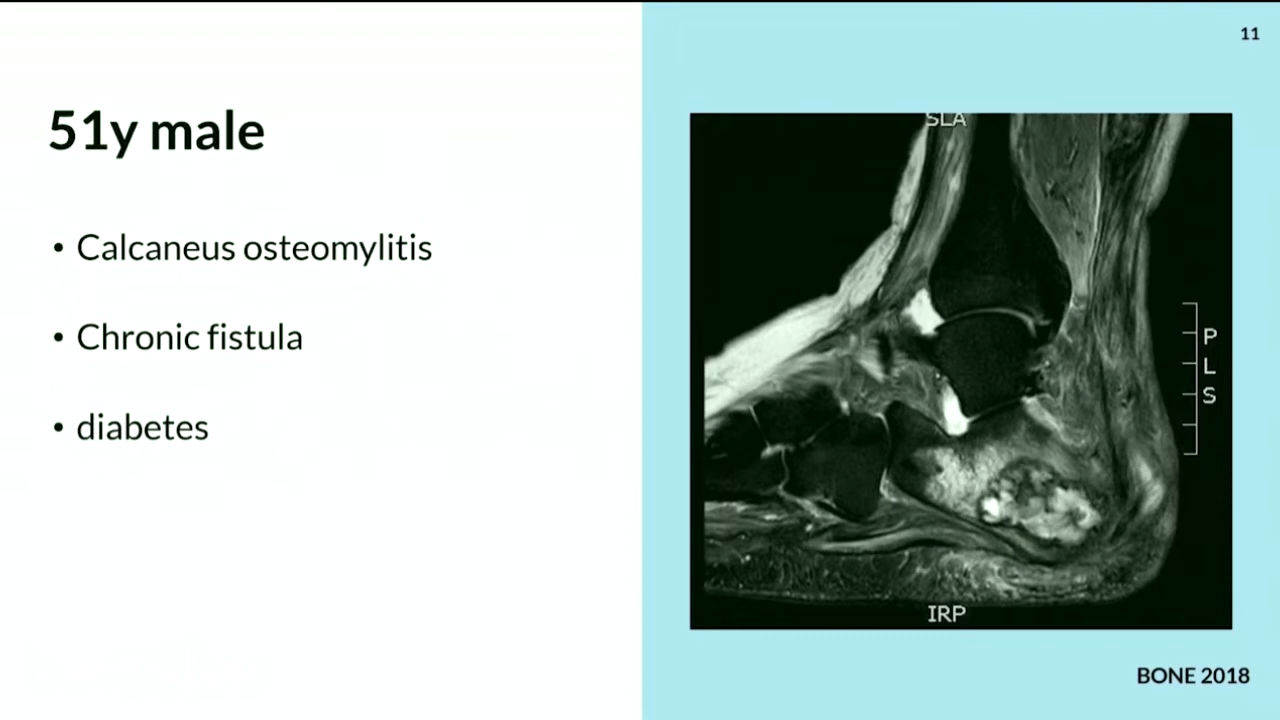 11
51y male
• Calcaneus osteomylitis
• Chronic fistula
• diabetes
SLA
P
L
S
IRP
BONE 2018